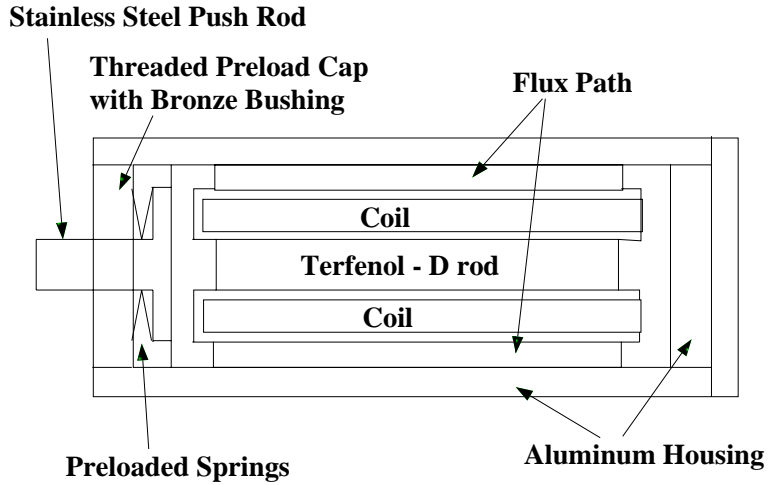 Stainless Steel Push Rod
Threaded Preload Cap
with Bronze Bushing
Flux Path
Coil
Terfenol - D rod
Coil
Preloaded Springs
Aluminum Housing